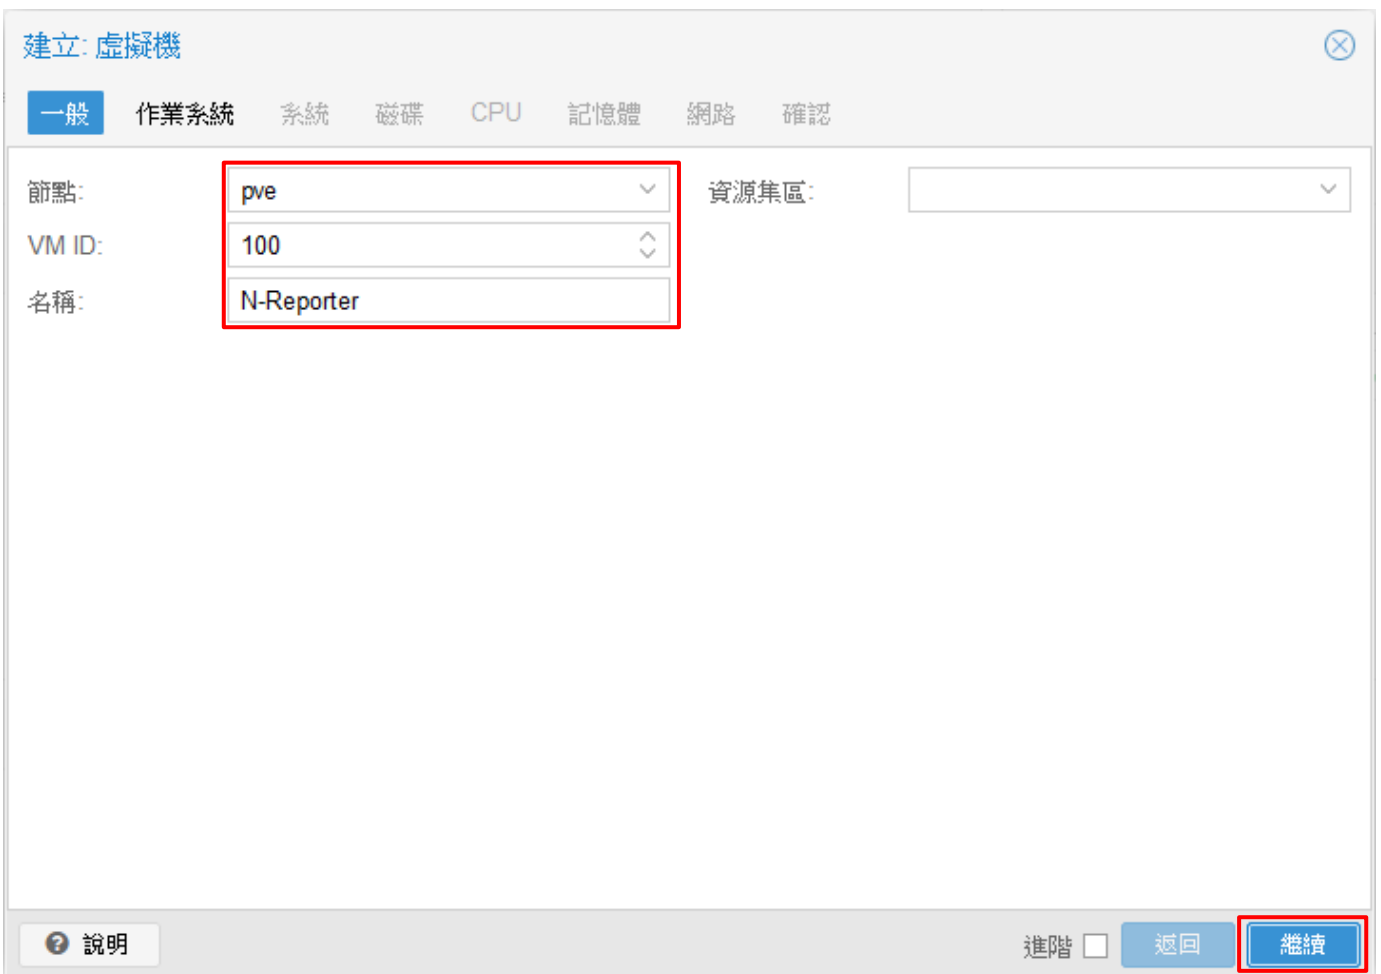 建立: 虛擬機
一般 作業系統 系統 磁碟 CPU 記憶體 網路 確認
節點: pve 資源集區:
VM ID: 100
名稱: N-Reporter
說明 進階 返回 繼續